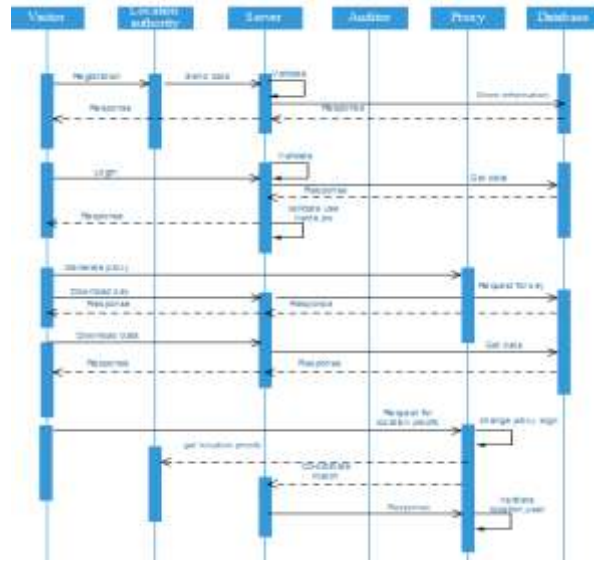 Visitor
Location
authority
Server
Auditor
Proxy
Database
Registration
Send data
Validate
Store information
Response
Response
Login
Validate
Get data
Response
Response
Validate use
Generate policy
Download key
Request for key
Response
Response
Download data
Get data
Response
Response
Request for
location proofs
Change policy sign
get location proofs
Response
Validate